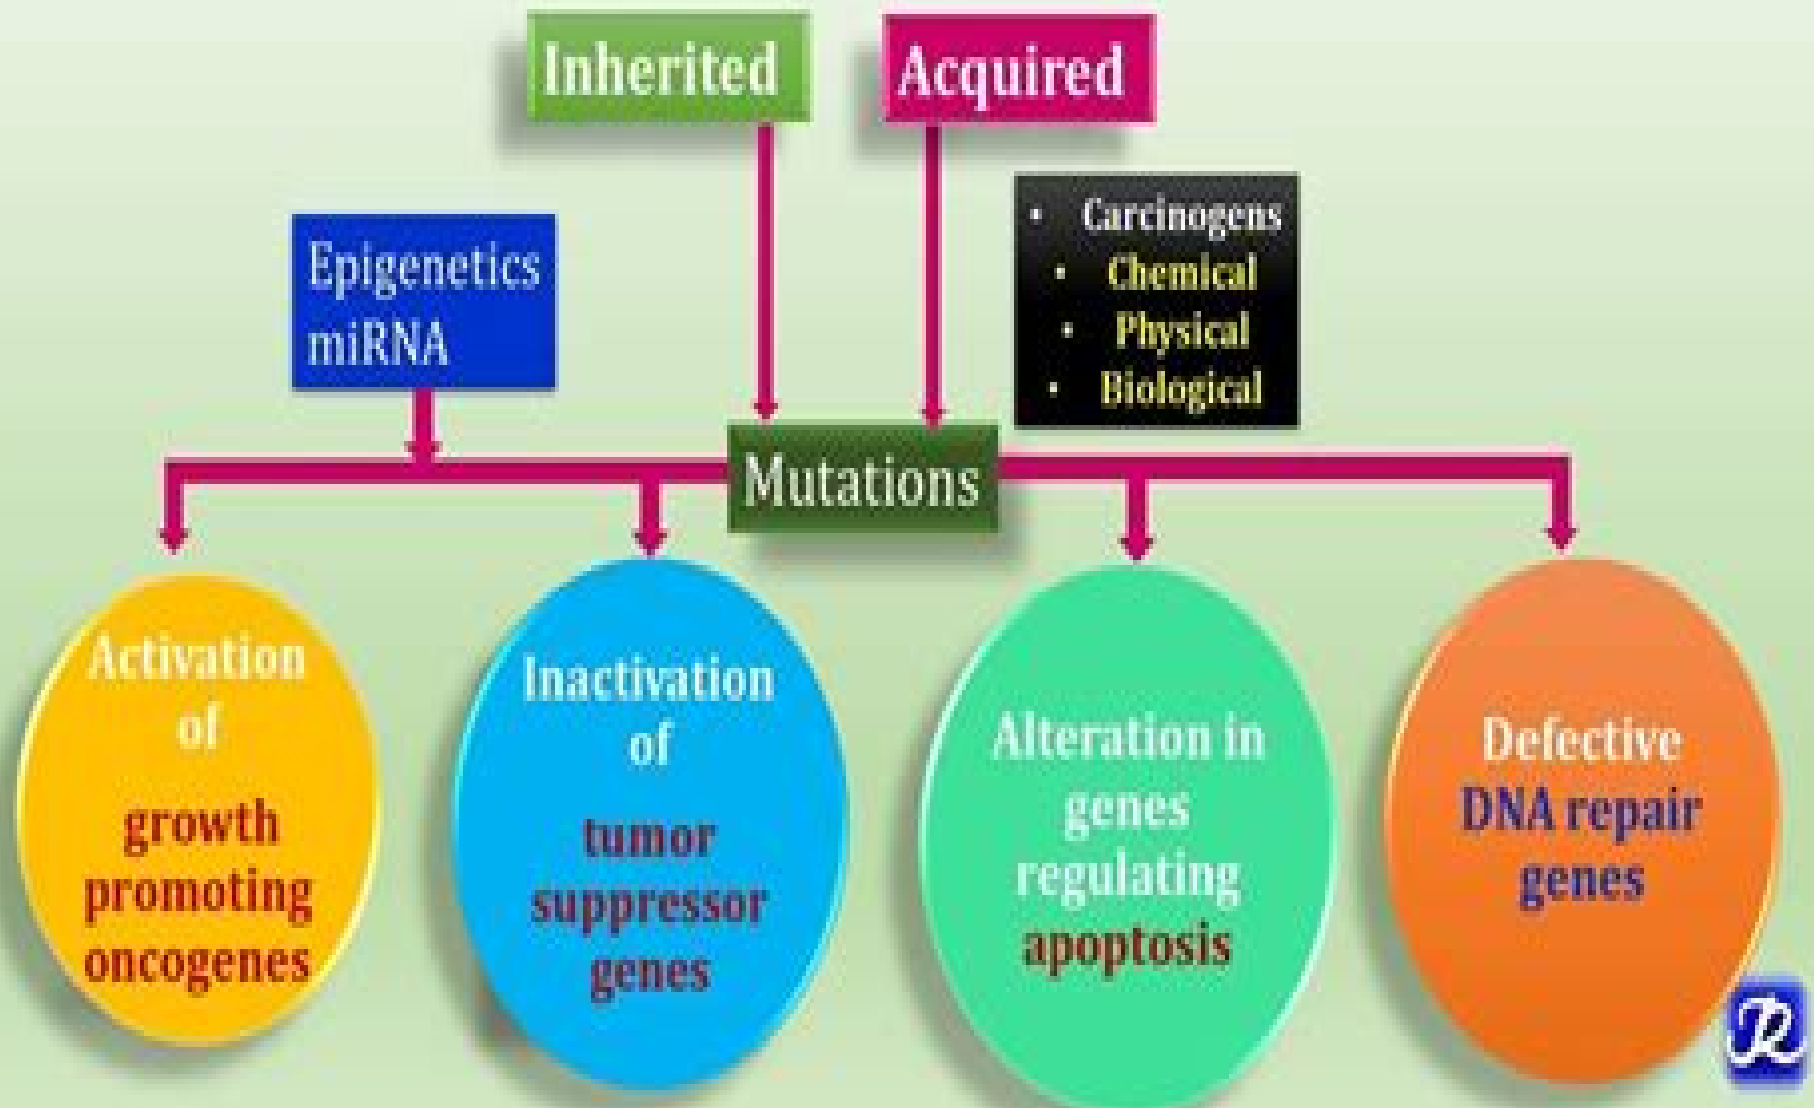 Inherited
Acquired
Epigenetics
miRNA
• Carcinogens
• Chemical
• Physical
• Biological
Mutations
Activation
of
growth
promoting
oncogenes
Inactivation
of
tumor
suppressor
genes
Alteration in
genes
regulating
apoptosis
Defective
DNA repair
genes